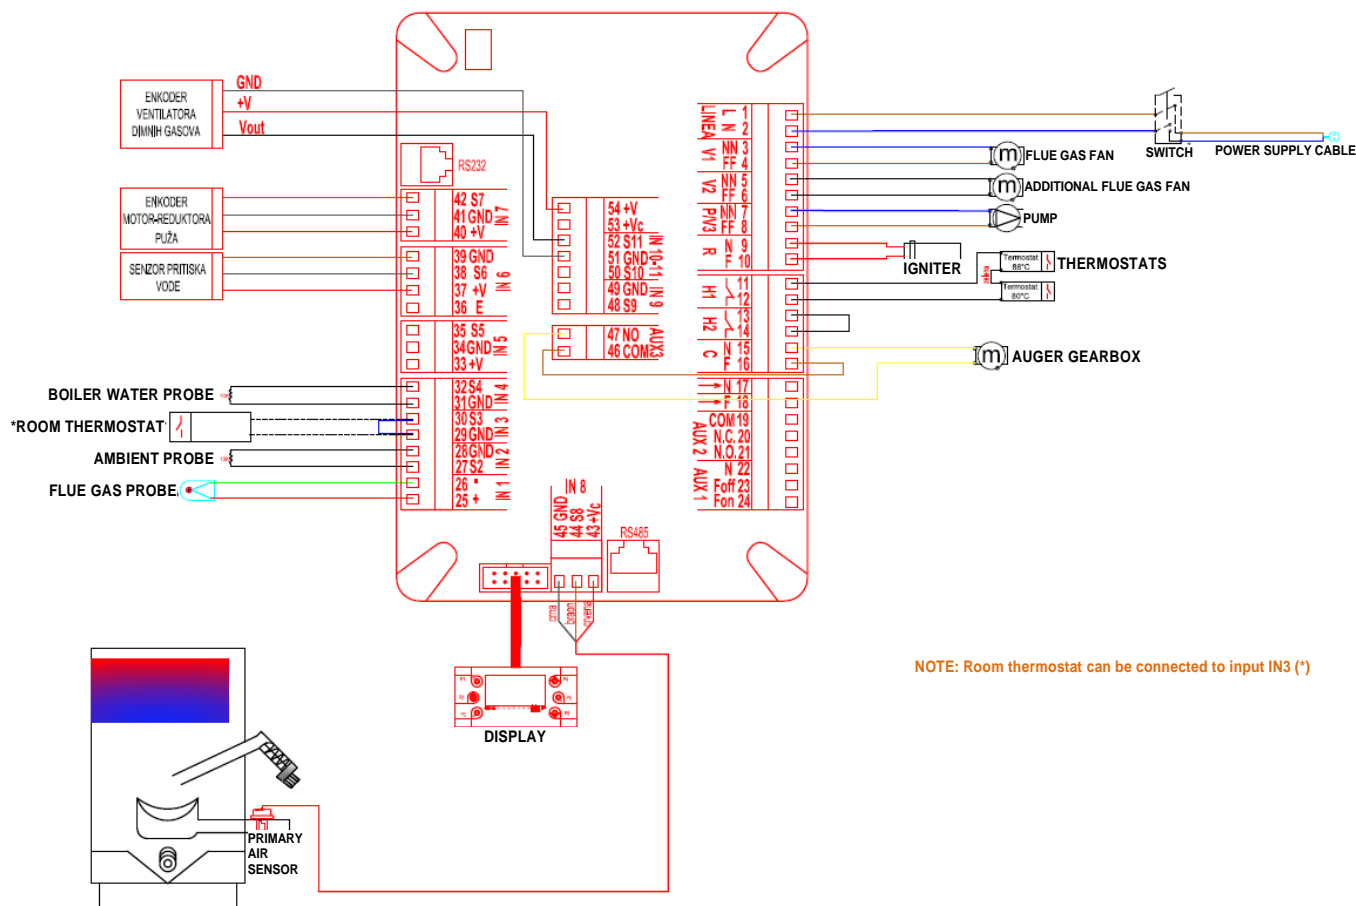 ENKODER
VENTILATORA
DIMNIH GASOVA
GND
+V
Vout
ENKODER
MOTOR-REDUKTORA
PUŽA
SENZOR PRITISKA
VODE
BOILER WATER PROBE
*ROOM THERMOSTAT
AMBIENT PROBE
FLUE GAS PROBE
RS232
42 S7
41 GND
40 +V
IN 7
39 GND
38 S6
37 +V
36 E
IN 6
35 S5
34 GND
33 +V
IN 5
32 S4
31 GND
IN 4
30 S3
29 GND
IN 3
28 GND
27 S2
IN 2
26 -
25 +
IN 1
54 +V
53 +Vc
52 S11
51 GND
50 S10
IN 10-11
49 GND
48 S9
IN 9
47 NO
46 COM
AUX3
LINEA
L 1
N 2
V1
NN 3
FF 4
V2
NN 5
FF 6
P/V3
NN 7
FF 8
R
N 9
F 10
H1
11
12
H2
13
14
C
N 15
F 16
N 17
F 18
AUX 2
COM 19
N.C. 20
N.O. 21
AUX 1
N 22
Foff 23
Fon 24
SWITCH
POWER SUPPLY CABLE
m
FLUE GAS FAN
m
ADDITIONAL FLUE GAS FAN
PUMP
IGNITER
Termostat
88°C
Termostat
80°C
THERMOSTATS
m
AUGER GEARBOX
IN 8
45 GND
44 S8
43 +Vc
RS485
crna
braon
crvena
DISPLAY
NOTE: Room thermostat can be connected to input IN3 (*)
PRIMARY
AIR
SENSOR